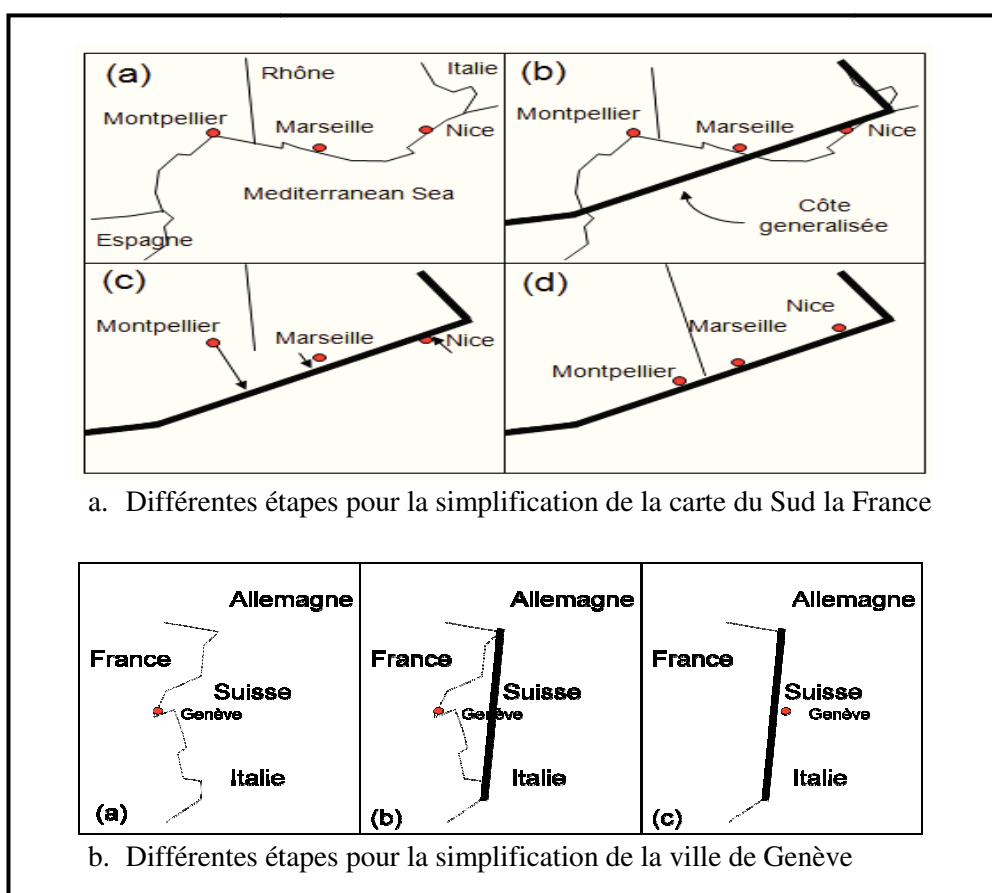 (a) Rhône Italie
Montpellier
Marseille Nice
Mediterranean Sea
Espagne
(b)
Montpellier
Marseille Nice
Côte
generalisée
(c)
Montpellier
Marseille Nice
(d)
Nice
Marseille
Montpellier
a. Différentes étapes pour la simplification de la carte du Sud la France
Allemagne
France
Suisse
Genève
Italie
(a)
Allemagne
France
Suisse
Genève
Italie
(b)
Allemagne
France
Suisse
Genève
Italie
(c)
b. Différentes étapes pour la simplification de la ville de Genève